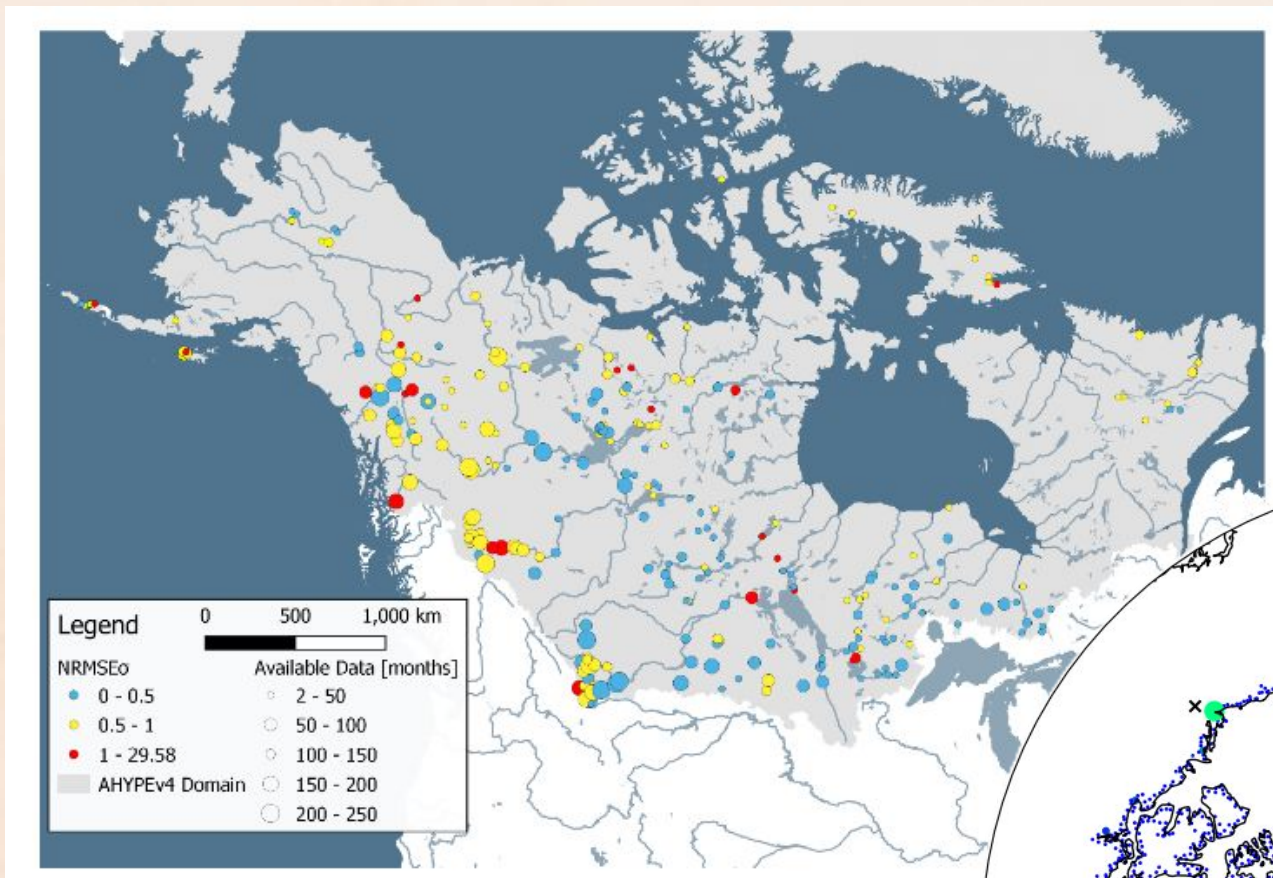 Legend
0 500 1,000 km
NRMSEσ Available Data [months]
0 - 0.5 2 - 50
0.5 - 1 50 - 100
1 - 29.58 100 - 150
AHYPEv4 Domain 150 - 200
200 - 250